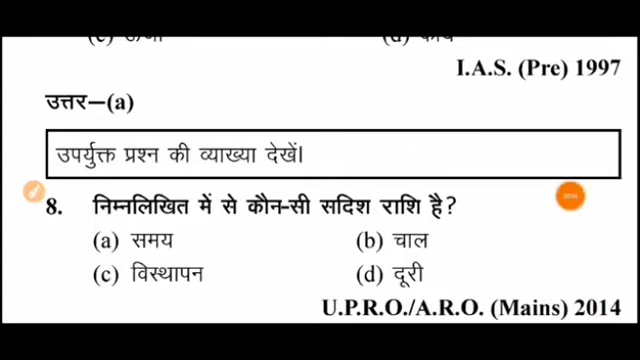 I.A.S. (Pre) 1997
उत्तर–(a)
उपर्युक्त प्रश्न की व्याख्या देखें।
8. निम्नलिखित में से कौन-सी सदिश राशि है?
(a) समय (b) चाल
(c) विस्थापन (d) दूरी
U.P.R.O./A.R.O. (Mains) 2014